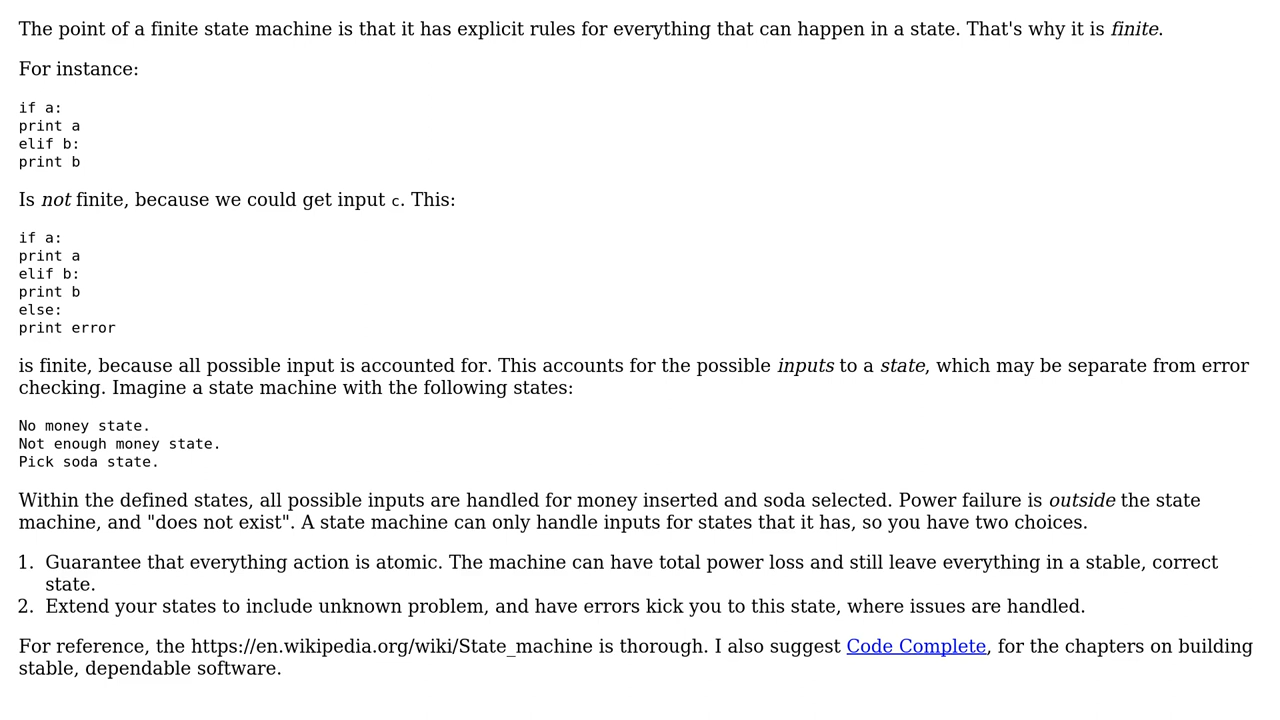 The point of a finite state machine is that it has explicit rules for everything that can happen in a state. That's why it is finite.
For instance:
if a:
print a
elif b:
print b
Is not finite, because we could get input c. This:
if a:
print a
elif b:
print b
else:
print error
is finite, because all possible input is accounted for. This accounts for the possible inputs to a state, which may be separate from error
checking. Imagine a state machine with the following states:
No money state.
Not enough money state.
Pick soda state.
Within the defined states, all possible inputs are handled for money inserted and soda selected. Power failure is outside the state
machine, and "does not exist". A state machine can only handle inputs for states that it has, so you have two choices.
1. Guarantee that everything action is atomic. The machine can have total power loss and still leave everything in a stable, correct
state.
2. Extend your states to include unknown problem, and have errors kick you to this state, where issues are handled.
For reference, the https://en.wikipedia.org/wiki/State_machine is thorough. I also suggest Code Complete, for the chapters on building
stable, dependable software.